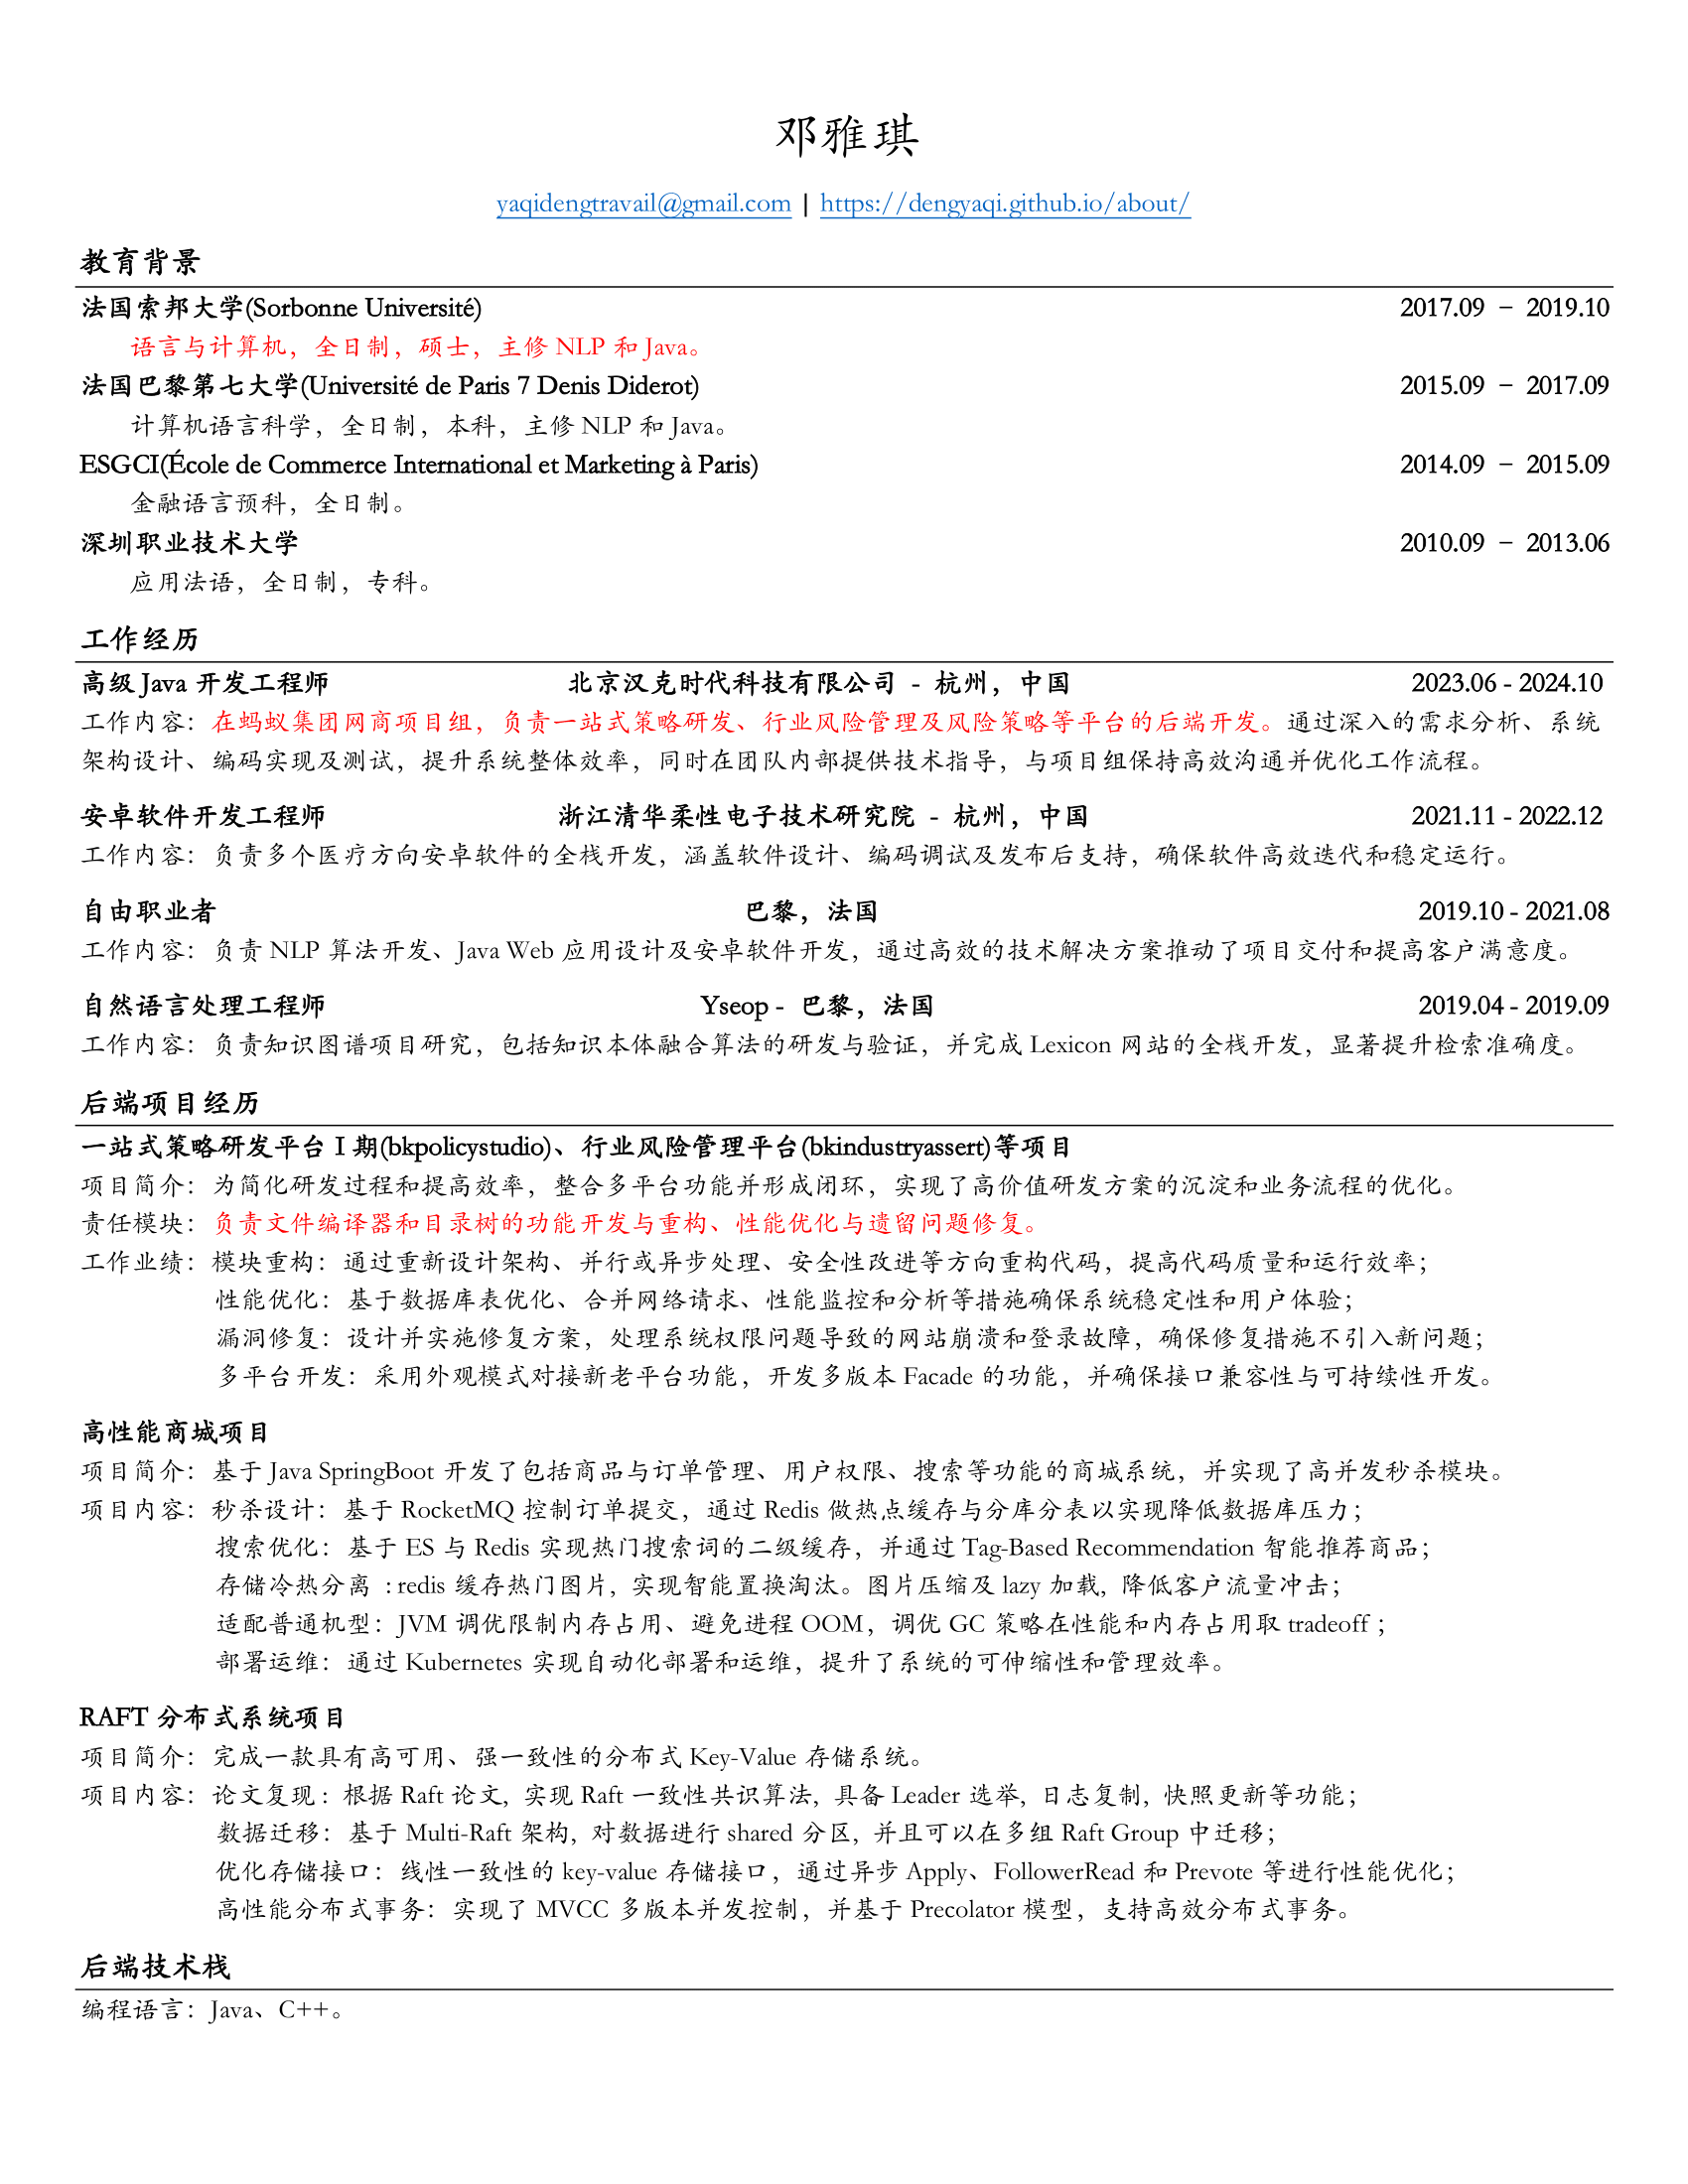 邓雅琪
yaqidengtravail@gmail.com | https://dengyaqi.github.io/about/
教育背景
法国索邦大学(Sorbonne Université) 2017.09 – 2019.10
语言与计算机，全日制，硕士，主修 NLP 和 Java。
法国巴黎第七大学(Université de Paris 7 Denis Diderot) 2015.09 – 2017.09
计算机语言科学，全日制，本科，主修 NLP 和 Java。
ESGCI(École de Commerce International et Marketing à Paris) 2014.09 – 2015.09
金融语言预科，全日制。
深圳职业技术大学 2010.09 – 2013.06
应用法语，全日制，专科。
工作经历
高级 Java 开发工程师 北京汉克时代科技有限公司 - 杭州，中国 2023.06 - 2024.10
工作内容：在蚂蚁集团网商项目组，负责一站式策略研发、行业风险管理及风险策略等平台的后端开发。通过深入的需求分析、系统
架构设计、编码实现及测试，提升系统整体效率，同时在团队内部提供技术指导，与项目组保持高效沟通并优化工作流程。
安卓软件开发工程师 浙江清华柔性电子技术研究院 - 杭州，中国 2021.11 - 2022.12
工作内容：负责多个医疗方向安卓软件的全栈开发，涵盖软件设计、编码调试及发布后支持，确保软件高效迭代和稳定运行。
自由职业者 巴黎，法国 2019.10 - 2021.08
工作内容：负责 NLP 算法开发、Java Web 应用设计及安卓软件开发，通过高效的技术解决方案推动了项目交付和提高客户满意度。
自然语言处理工程师 Yseop - 巴黎，法国 2019.04 - 2019.09
工作内容：负责知识图谱项目研究，包括知识本体融合算法的研发与验证，并完成 Lexicon 网站的全栈开发，显著提升检索准确度。
后端项目经历
一站式策略研发平台 I 期(bkpolicystudio)、行业风险管理平台(bkindustryassert)等项目
项目简介：为简化研发过程和提高效率，整合多平台功能并形成闭环，实现了高价值研发方案的沉淀和业务流程的优化。
责任模块：负责文件编译器和目录树的功能开发与重构、性能优化与遗留问题修复。
工作业绩：模块重构：通过重新设计架构、并行或异步处理、安全性改进等方向重构代码，提高代码质量和运行效率；
性能优化：基于数据库表优化、合并网络请求、性能监控和分析等措施确保系统稳定性和用户体验；
漏洞修复：设计并实施修复方案，处理系统权限问题导致的网站崩溃和登录故障，确保修复措施不引入新问题；
多平台开发：采用外观模式对接新老平台功能，开发多版本 Facade 的功能，并确保接口兼容性与可持续性开发。
高性能商城项目
项目简介：基于 Java SpringBoot 开发了包括商品与订单管理、用户权限、搜索等功能的商城系统，并实现了高并发秒杀模块。
项目内容：秒杀设计：基于 RocketMQ 控制订单提交，通过 Redis 做热点缓存与分库分表以实现降低数据库压力；
搜索优化：基于 ES 与 Redis 实现热门搜索词的二级缓存，并通过 Tag-Based Recommendation 智能推荐商品；
存储冷热分离 : redis 缓存热门图片, 实现智能置换淘汰。图片压缩及 lazy 加载, 降低客户流量冲击；
适配普通机型：JVM 调优限制内存占用、避免进程 OOM，调优 GC 策略在性能和内存占用取 tradeoff；
部署运维：通过 Kubernetes 实现自动化部署和运维，提升了系统的可伸缩性和管理效率。
RAFT 分布式系统项目
项目简介：完成一款具有高可用、强一致性的分布式 Key-Value 存储系统。
项目内容：论文复现：根据 Raft 论文, 实现 Raft 一致性共识算法, 具备 Leader 选举, 日志复制, 快照更新等功能；
数据迁移：基于 Multi-Raft 架构, 对数据进行 shared 分区, 并且可以在多组 Raft Group 中迁移；
优化存储接口：线性一致性的 key-value 存储接口，通过异步 Apply、FollowerRead 和 Prevote 等进行性能优化；
高性能分布式事务：实现了 MVCC 多版本并发控制，并基于 Precolator 模型，支持高效分布式事务。
后端技术栈
编程语言：Java、C++。